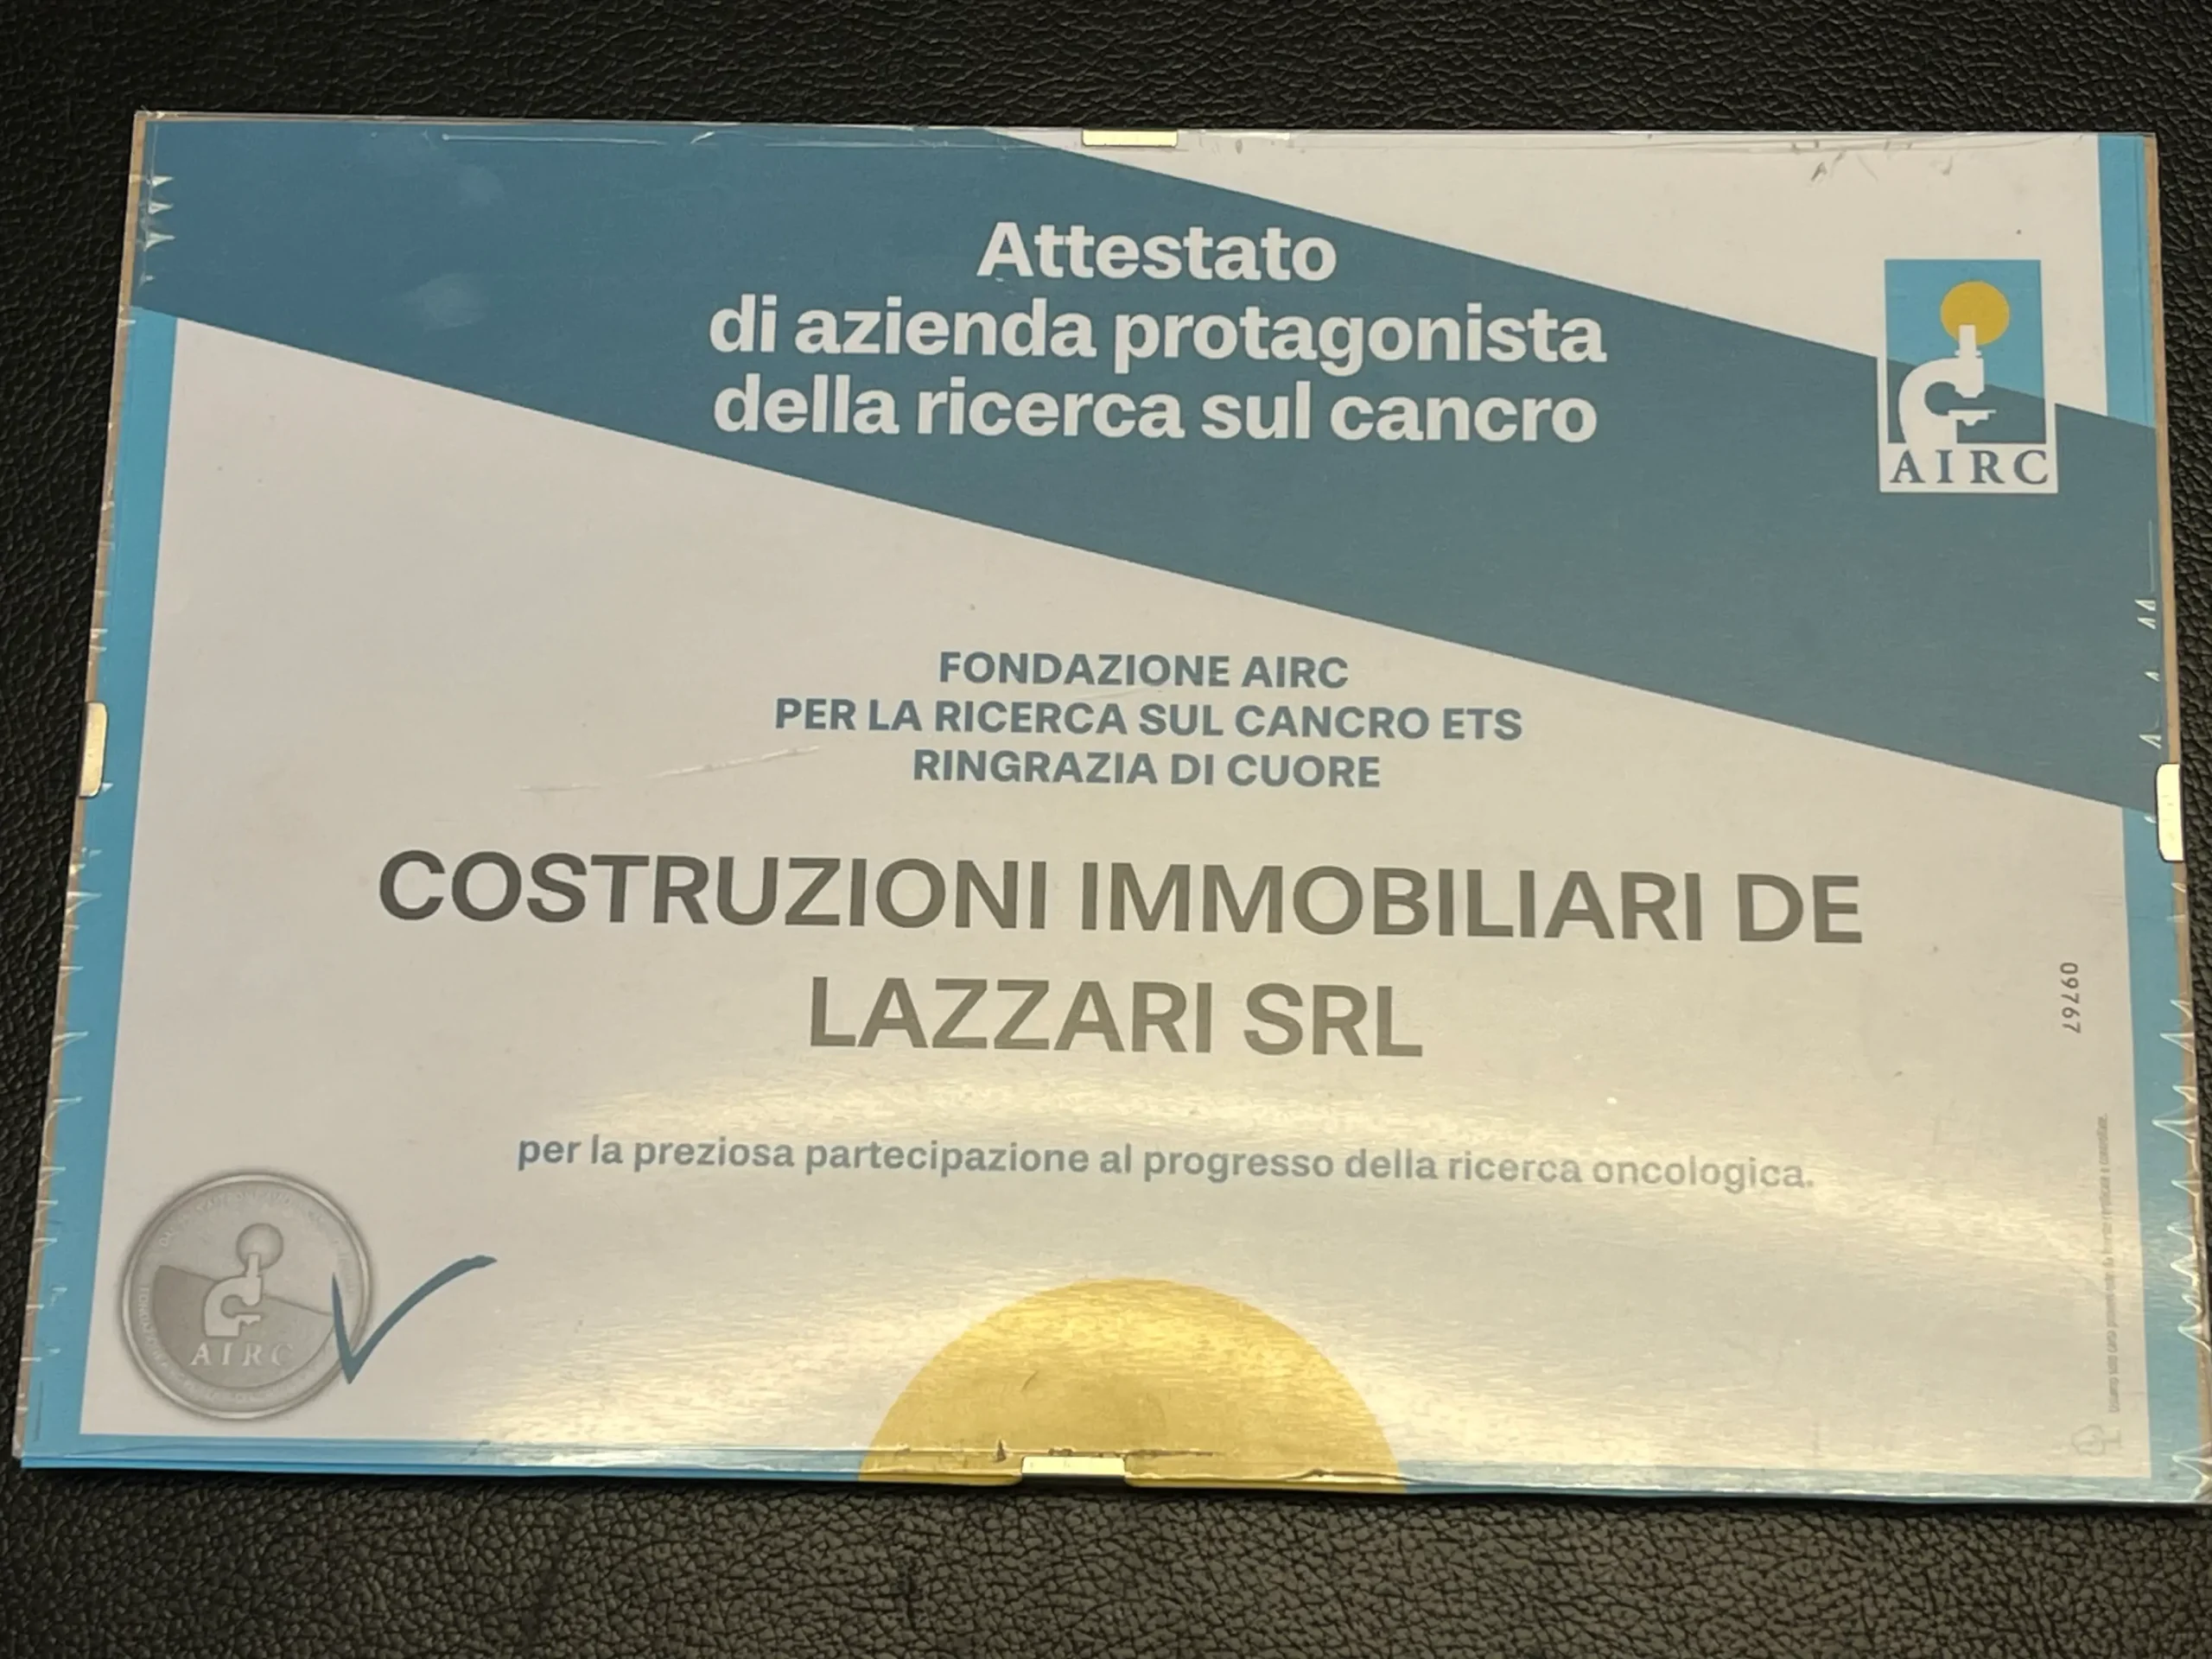 Attestato
di azienda protagonista
della ricerca sul cancro
AIRC
FONDAZIONE AIRC
PER LA RICERCA SUL CANCRO ETS
RINGRAZIA DI CUORE
COSTRUZIONI IMMOBILIARI DE
LAZZARI SRL
09767
per la preziosa partecipazione al progresso della ricerca oncologica.
AIRC